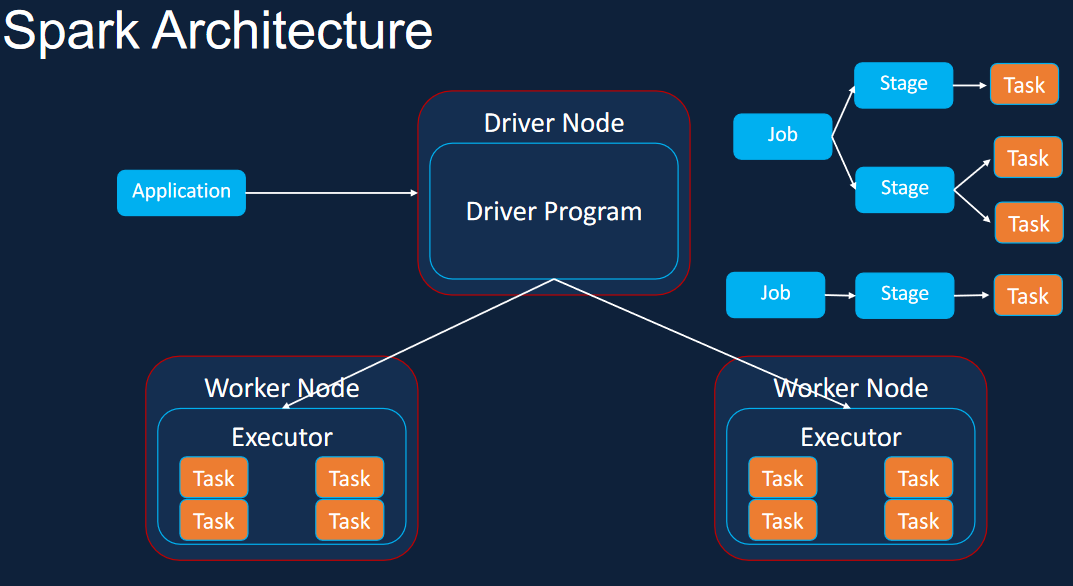 Spark Architecture
Application
Driver Node
Driver Program
Job
Stage
Task
Stage
Task
Task
Job
Stage
Task
Worker Node
Executor
Task
Task
Task
Task
Worker Node
Executor
Task
Task
Task
Task